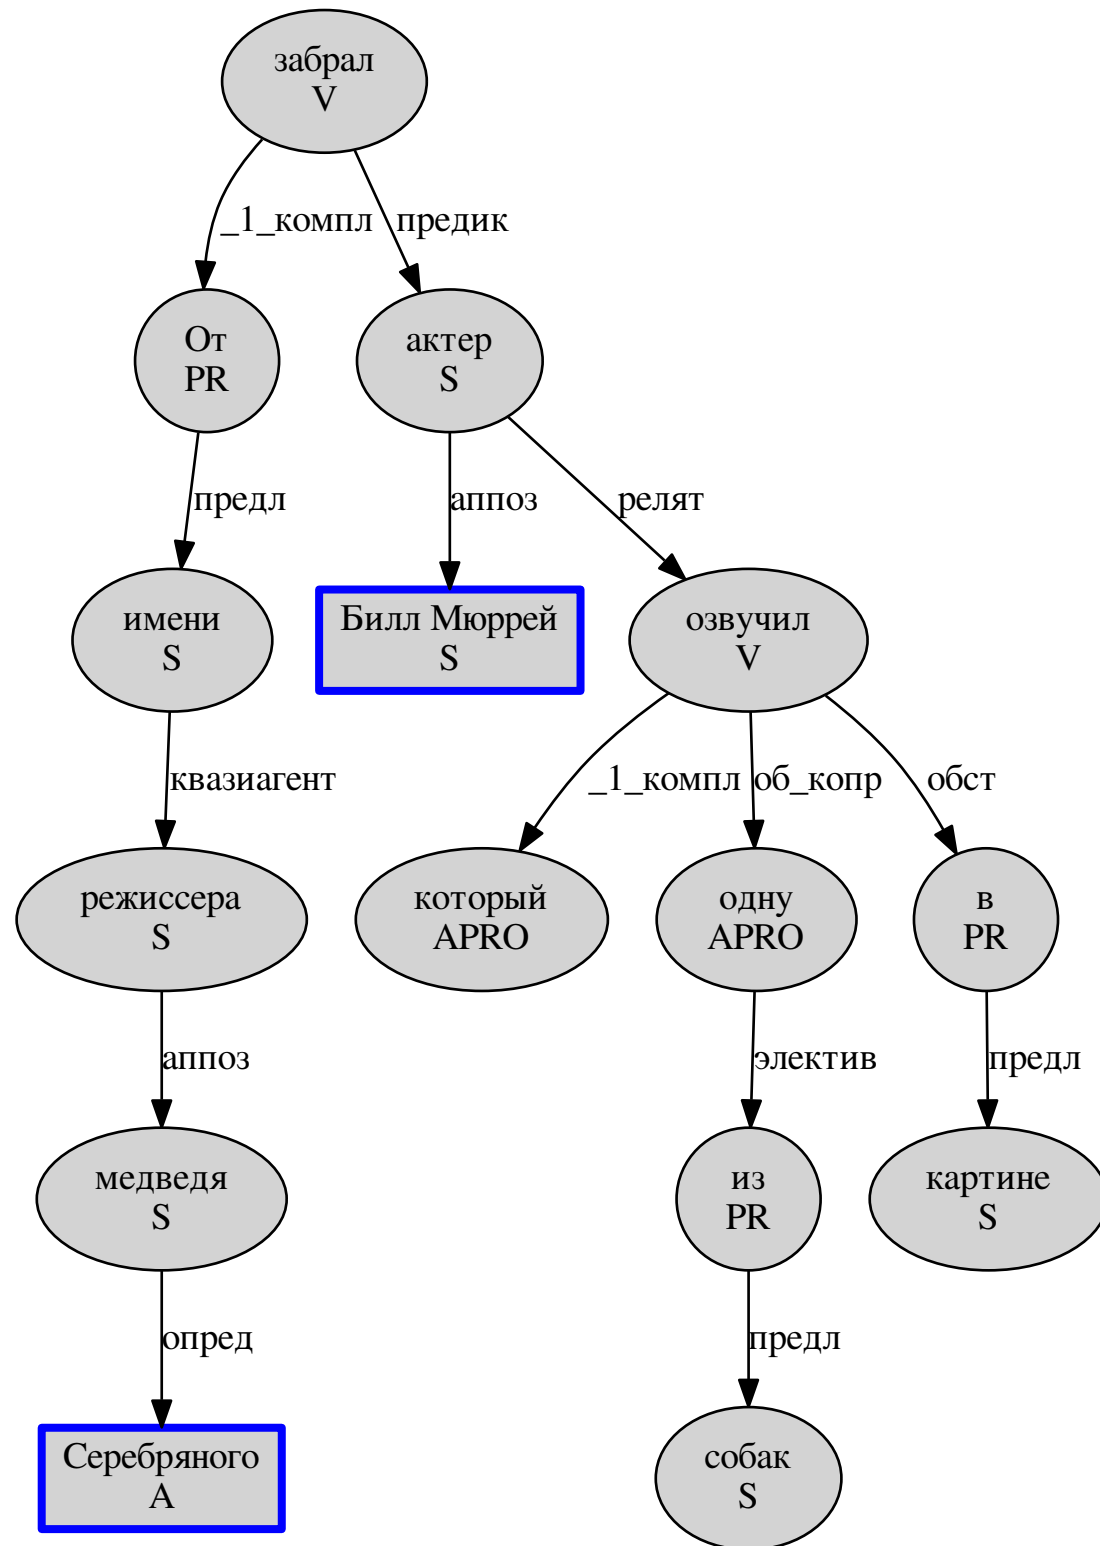 забрал
V
_1_компл
предик
От
PR
актер
S
предл
аппоз
релят
имени
S
Билл Мюррей
S
озвучил
V
квазиагент
_1_компл
об_копр
обст
режиссера
S
который
APRO
одну
APRO
в
PR
аппоз
электив
предл
медведя
S
из
PR
картине
S
опред
предл
Серебряного
A
собак
S